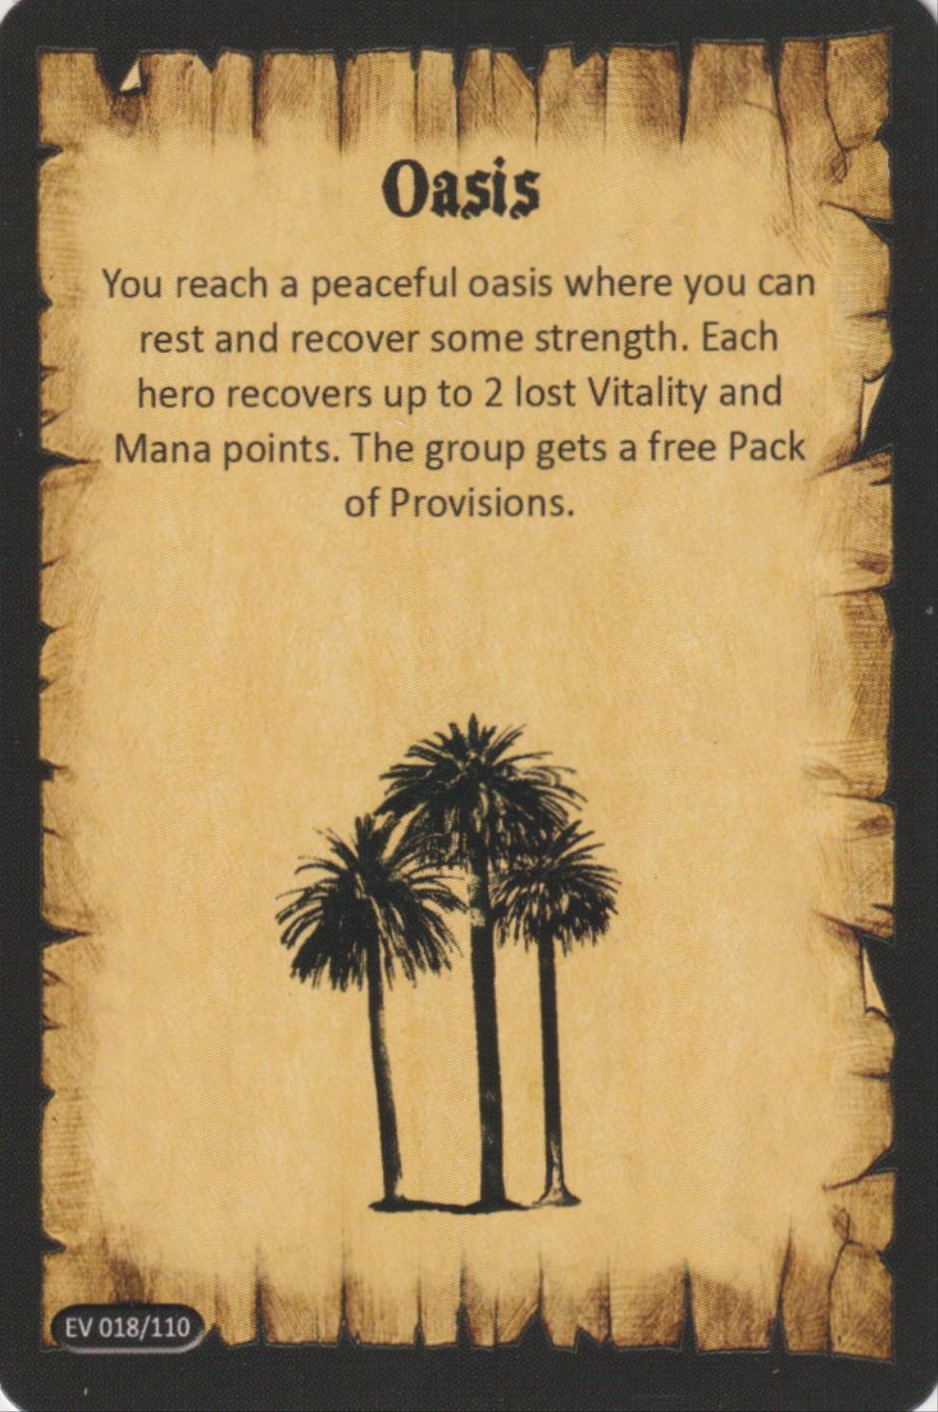 Oasis
You reach a peaceful oasis where you can
rest and recover some strength. Each
hero recovers up to 2 lost Vitality and
Mana points. The group gets a free Pack
of Provisions.
EV 018/110